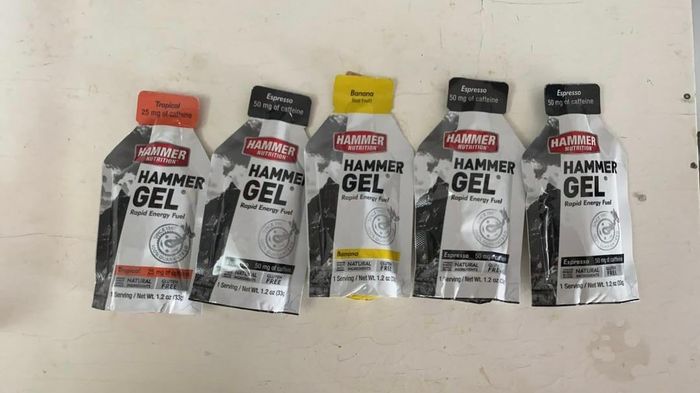 Tropical
25 mg of caffeine
HAMMER
NUTRITION
HAMMER
GEL®
Rapid Energy Fuel
Tropical 25 mg of caffeine
NATURAL
INGREDIENTS
GLUTEN
FREE
1 Serving / Net Wt. 1.2 oz (33g)
Espresso
50 mg of caffeine
HAMMER
NUTRITION
HAMMER
GEL®
Rapid Energy Fuel
50 mg of caffeine
NATURAL
INGREDIENTS
GLUTEN
FREE
1 Serving / Net Wt. 1.2 oz (33g)
Banana
HAMMER
NUTRITION
HAMMER
GEL®
Rapid Energy Fuel
Banana
NATURAL
INGREDIENTS
GLUTEN
FREE
1 Serving / Net Wt. 1.2 oz
Espresso
50 mg of caffeine
HAMMER
NUTRITION
HAMMER
GEL®
Rapid Energy Fuel
Espresso 50 mg of caffeine
NATURAL
INGREDIENTS
GLUTEN
FREE
1 Serving / Net Wt. 1.2 oz
Espresso
50 mg of caffeine
HAMMER
NUTRITION
HAMMER
GEL®
Rapid Energy Fuel
Espresso 50 mg of caffeine
NATURAL
INGREDIENTS
GLUTEN
FREE
1 Serving / Net Wt. 1.2 oz